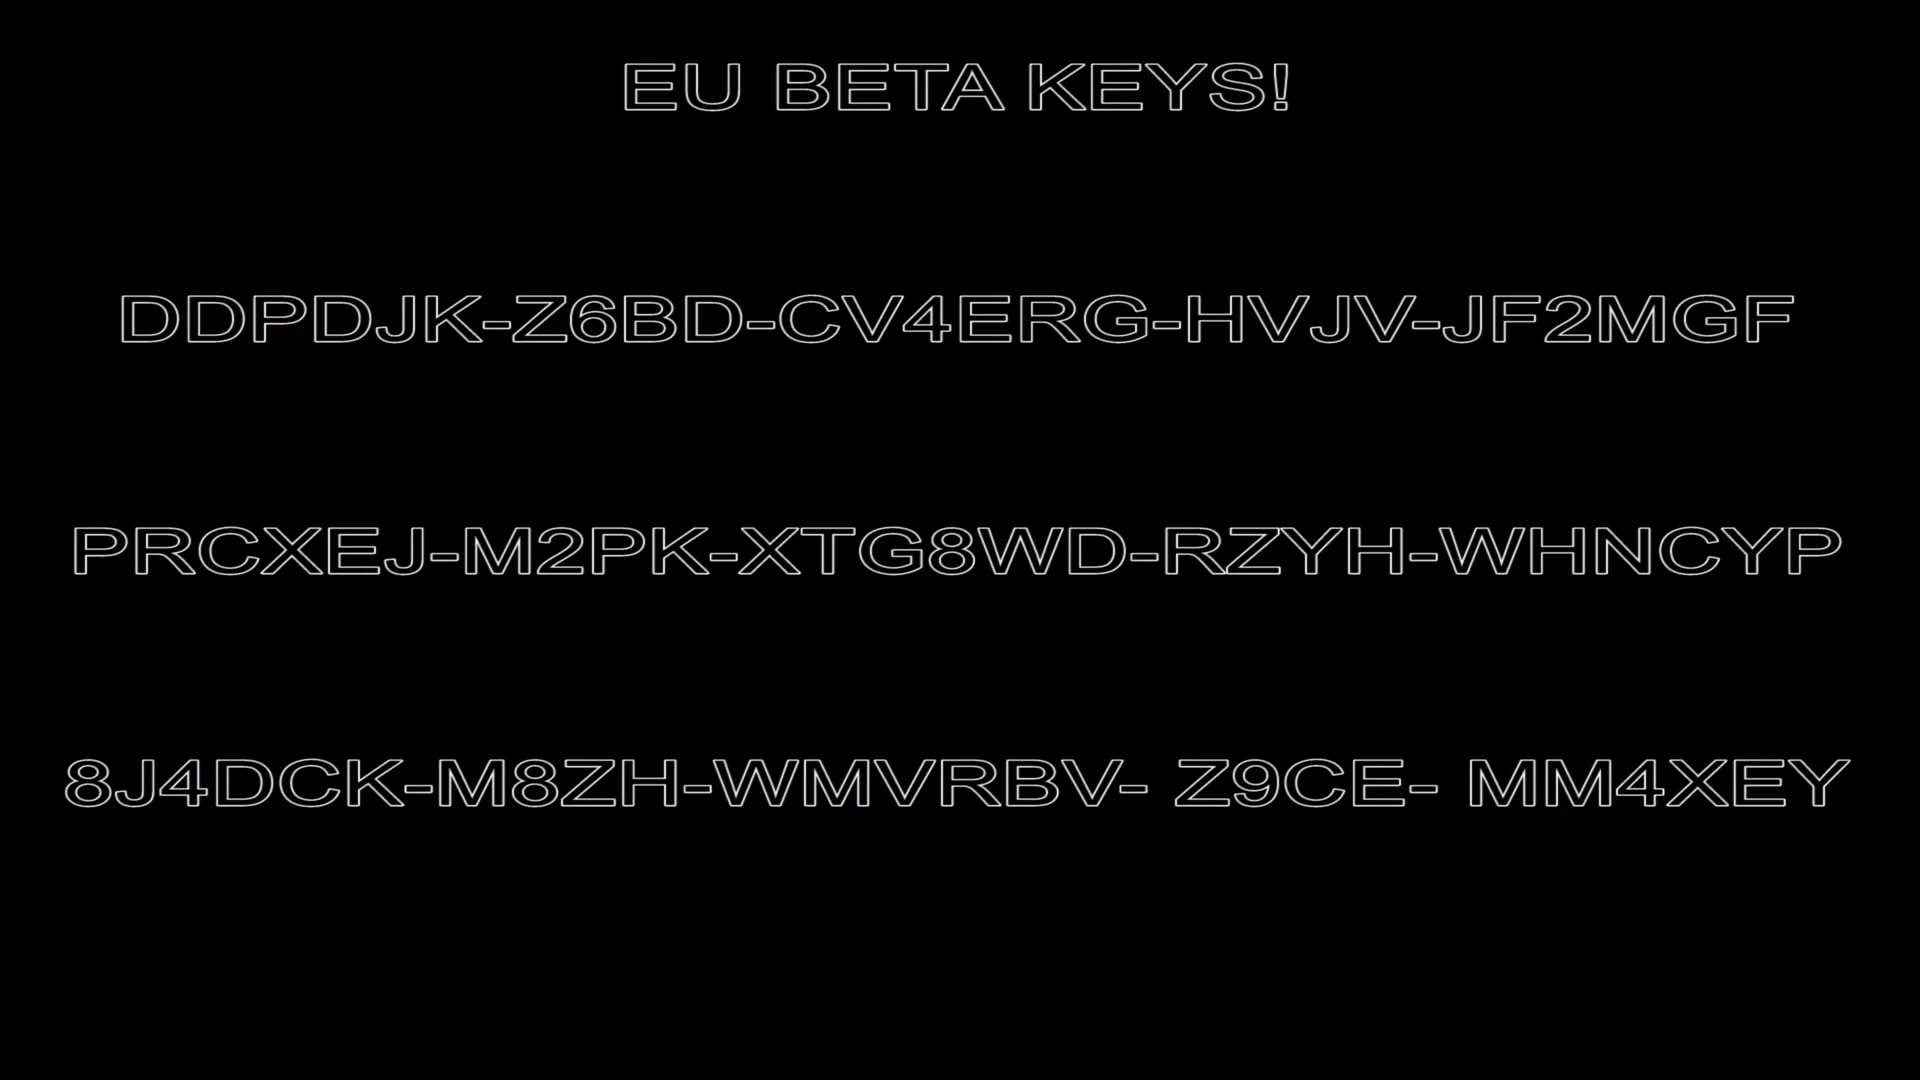 EU BETA KEYS!
DDPDJK-Z6BD-CV4ERG-HVJV-JF2MGF
PRCXEJ-M2PK-XTG8WD-RZYH-WHNCYP
8J4DCK-M8ZH-WMVRBV- Z9CE- MM4XEY